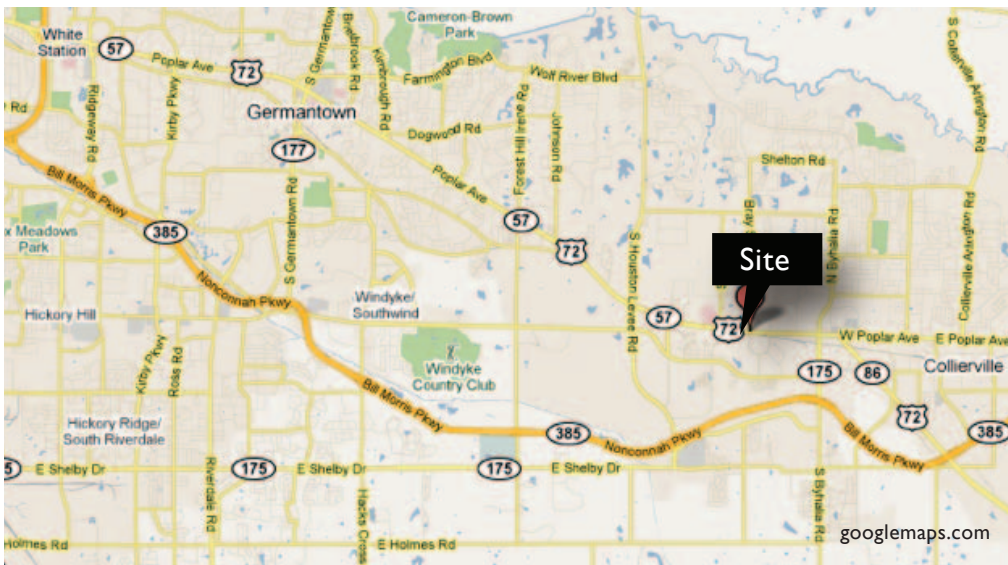 Cameron-Brown
Park
White
Station
57
Poplar Ave
72
S Germantown
Kimbrough Rd
Farmington Blvd
Wolf River Blvd
S Collierville Arlington Rd
Rd
Ridgeway Rd
Kirby Pkwy
Germantown
177
Dogwood Rd
Forest Hill Irene Rd
Johnson Rd
Shelton Rd
Bill Morris Pkwy
Poplar Ave
Bray
x Meadows
Park
385
S Germantown Rd
57
72
S Houston Levee Rd
N Byhalia Rd
Collierville Arlington Rd
Site
Nonconnah Pkwy
Windyke/
Southwind
Hickory Hill
57
72
W Poplar Ave
E Poplar Ave
Kirby Pkwy
Ross Rd
Windyke
Country Club
175
86
Collierville
Bill Morris Pkwy
Hickory Ridge/
South Riverdale
72
385
Nonconnah Pkwy
Bill Morris Pkwy
385
5
E Shelby Dr
175
E Shelby Dr
175
E Shelby Dr
Riverdale Rd
Hacks Cross
S Byhalia Rd
Holmes Rd
E Holmes Rd
googlemaps.com